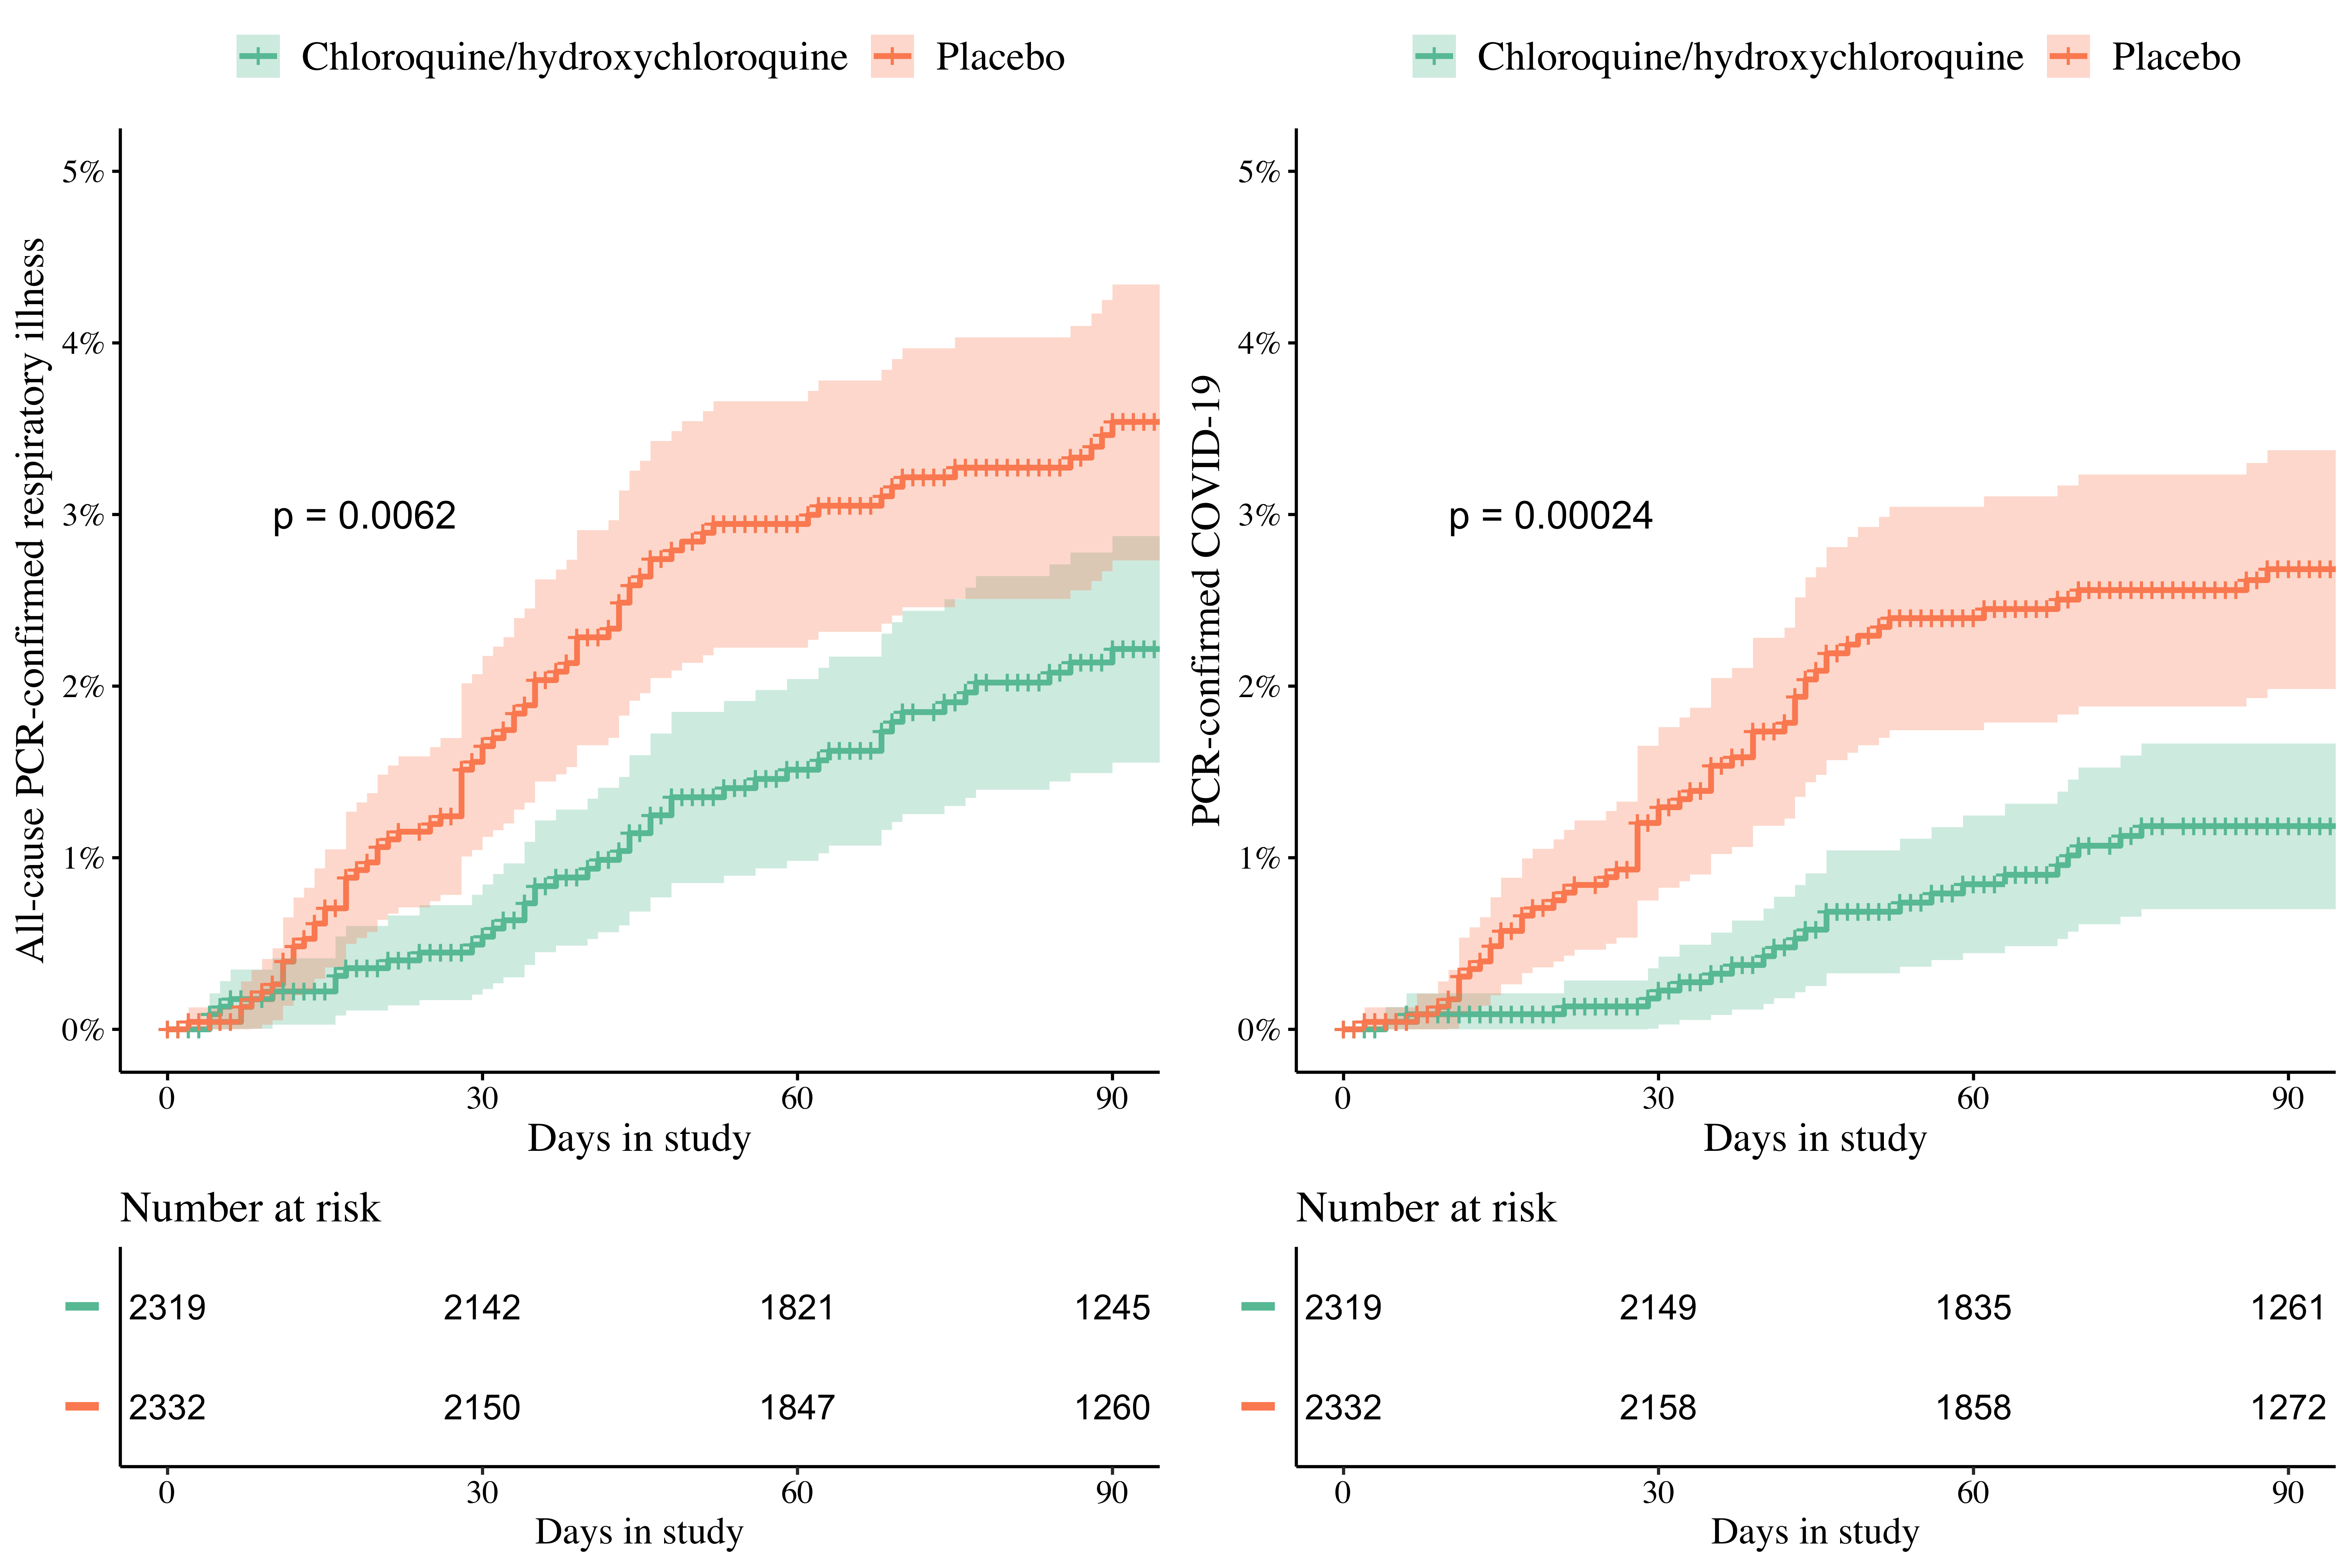 Chloroquine/hydroxychloroquine Placebo
All-cause PCR-confirmed respiratory illness
5%
4%
3%
2%
1%
0%
p = 0.0062
0 30 60 90
Days in study
Number at risk
2319 2142 1821 1245
2332 2150 1847 1260
0 30 60 90
Days in study
Chloroquine/hydroxychloroquine Placebo
PCR-confirmed COVID-19
5%
4%
3%
2%
1%
0%
p = 0.00024
0 30 60 90
Days in study
Number at risk
2319 2149 1835 1261
2332 2158 1858 1272
0 30 60 90
Days in study